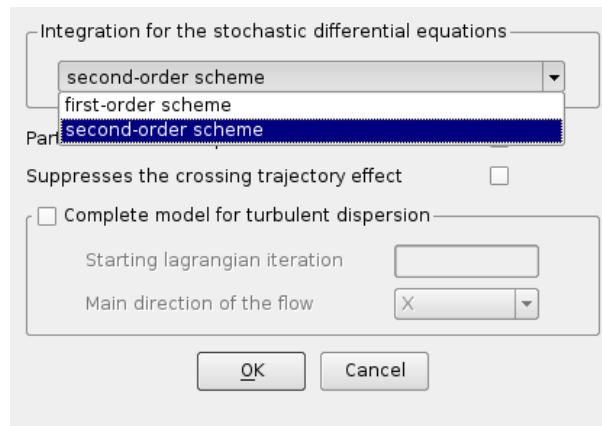 Integration for the stochastic differential equations
second-order scheme
first-order scheme
second-order scheme
Suppresses the crossing trajectory effect
Complete model for turbulent dispersion
Starting lagrangian iteration
Main direction of the flow
X
OK
Cancel